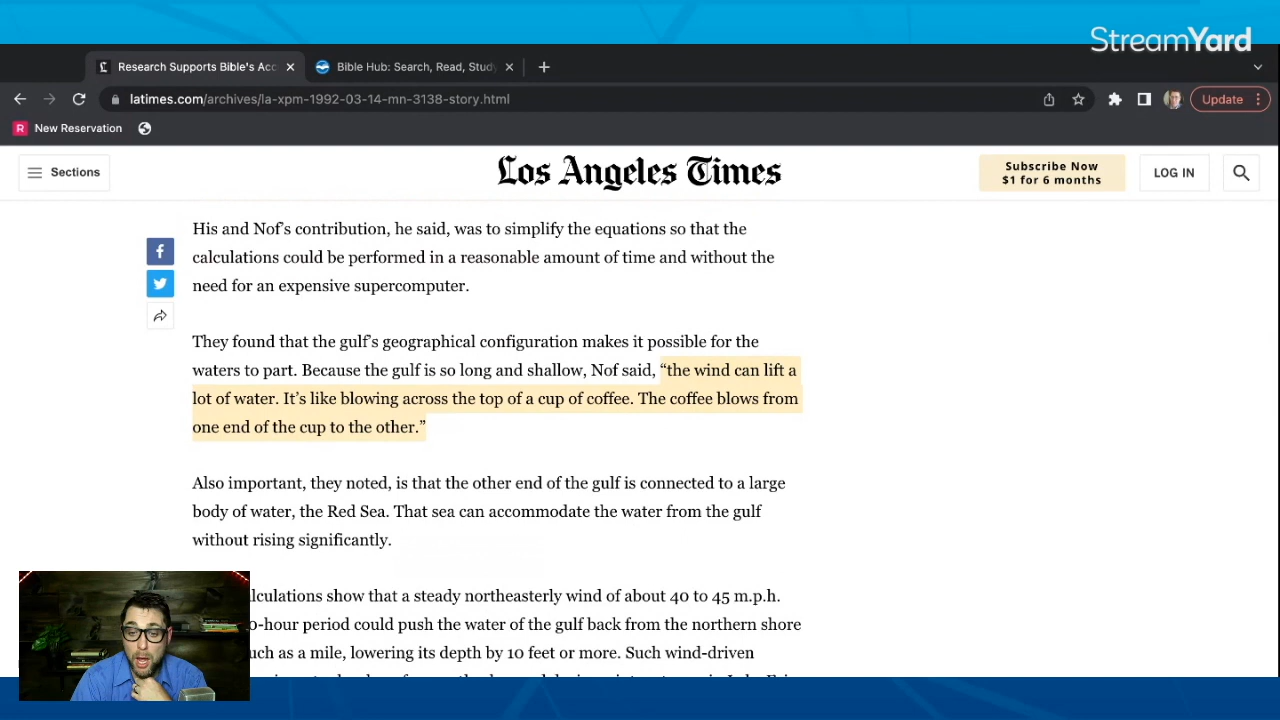 StreamYard
Research Supports Bible's Acc
Bible Hub: Search, Read, Study
latimes.com/archives/la-xpm-1992-03-14-mn-3138-story.html
Update
R New Reservation
Sections
Los Angeles Times
Subscribe Now
$1 for 6 months
LOG IN
His and Nof’s contribution, he said, was to simplify the equations so that the
calculations could be performed in a reasonable amount of time and without the
need for an expensive supercomputer.
They found that the gulf’s geographical configuration makes it possible for the
waters to part. Because the gulf is so long and shallow, Nof said, “the wind can lift a
lot of water. It’s like blowing across the top of a cup of coffee. The coffee blows from
one end of the cup to the other.”
Also important, they noted, is that the other end of the gulf is connected to a large
body of water, the Red Sea. That sea can accommodate the water from the gulf
without rising significantly.
lculations show that a steady northeasterly wind of about 40 to 45 m.p.h.
o-hour period could push the water of the gulf back from the northern shore
uch as a mile, lowering its depth by 10 feet or more. Such wind-driven